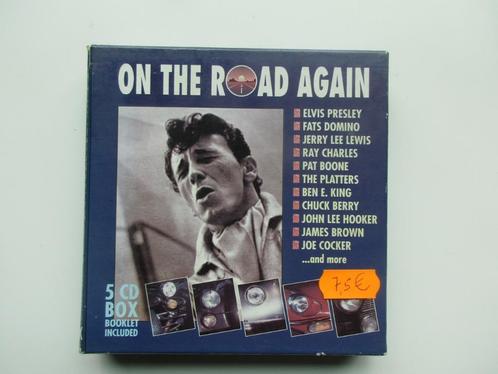 ON THE ROAD AGAIN
ELVIS PRESLEY
FATS DOMINO
JERRY LEE LEWIS
RAY CHARLES
PAT BOONE
THE PLATTERS
BEN E. KING
CHUCK BERRY
JOHN LEE HOOKER
JAMES BROWN
JOE COCKER
...and more
7,5€
5 CD
BOX
BOOKLET
INCLUDED